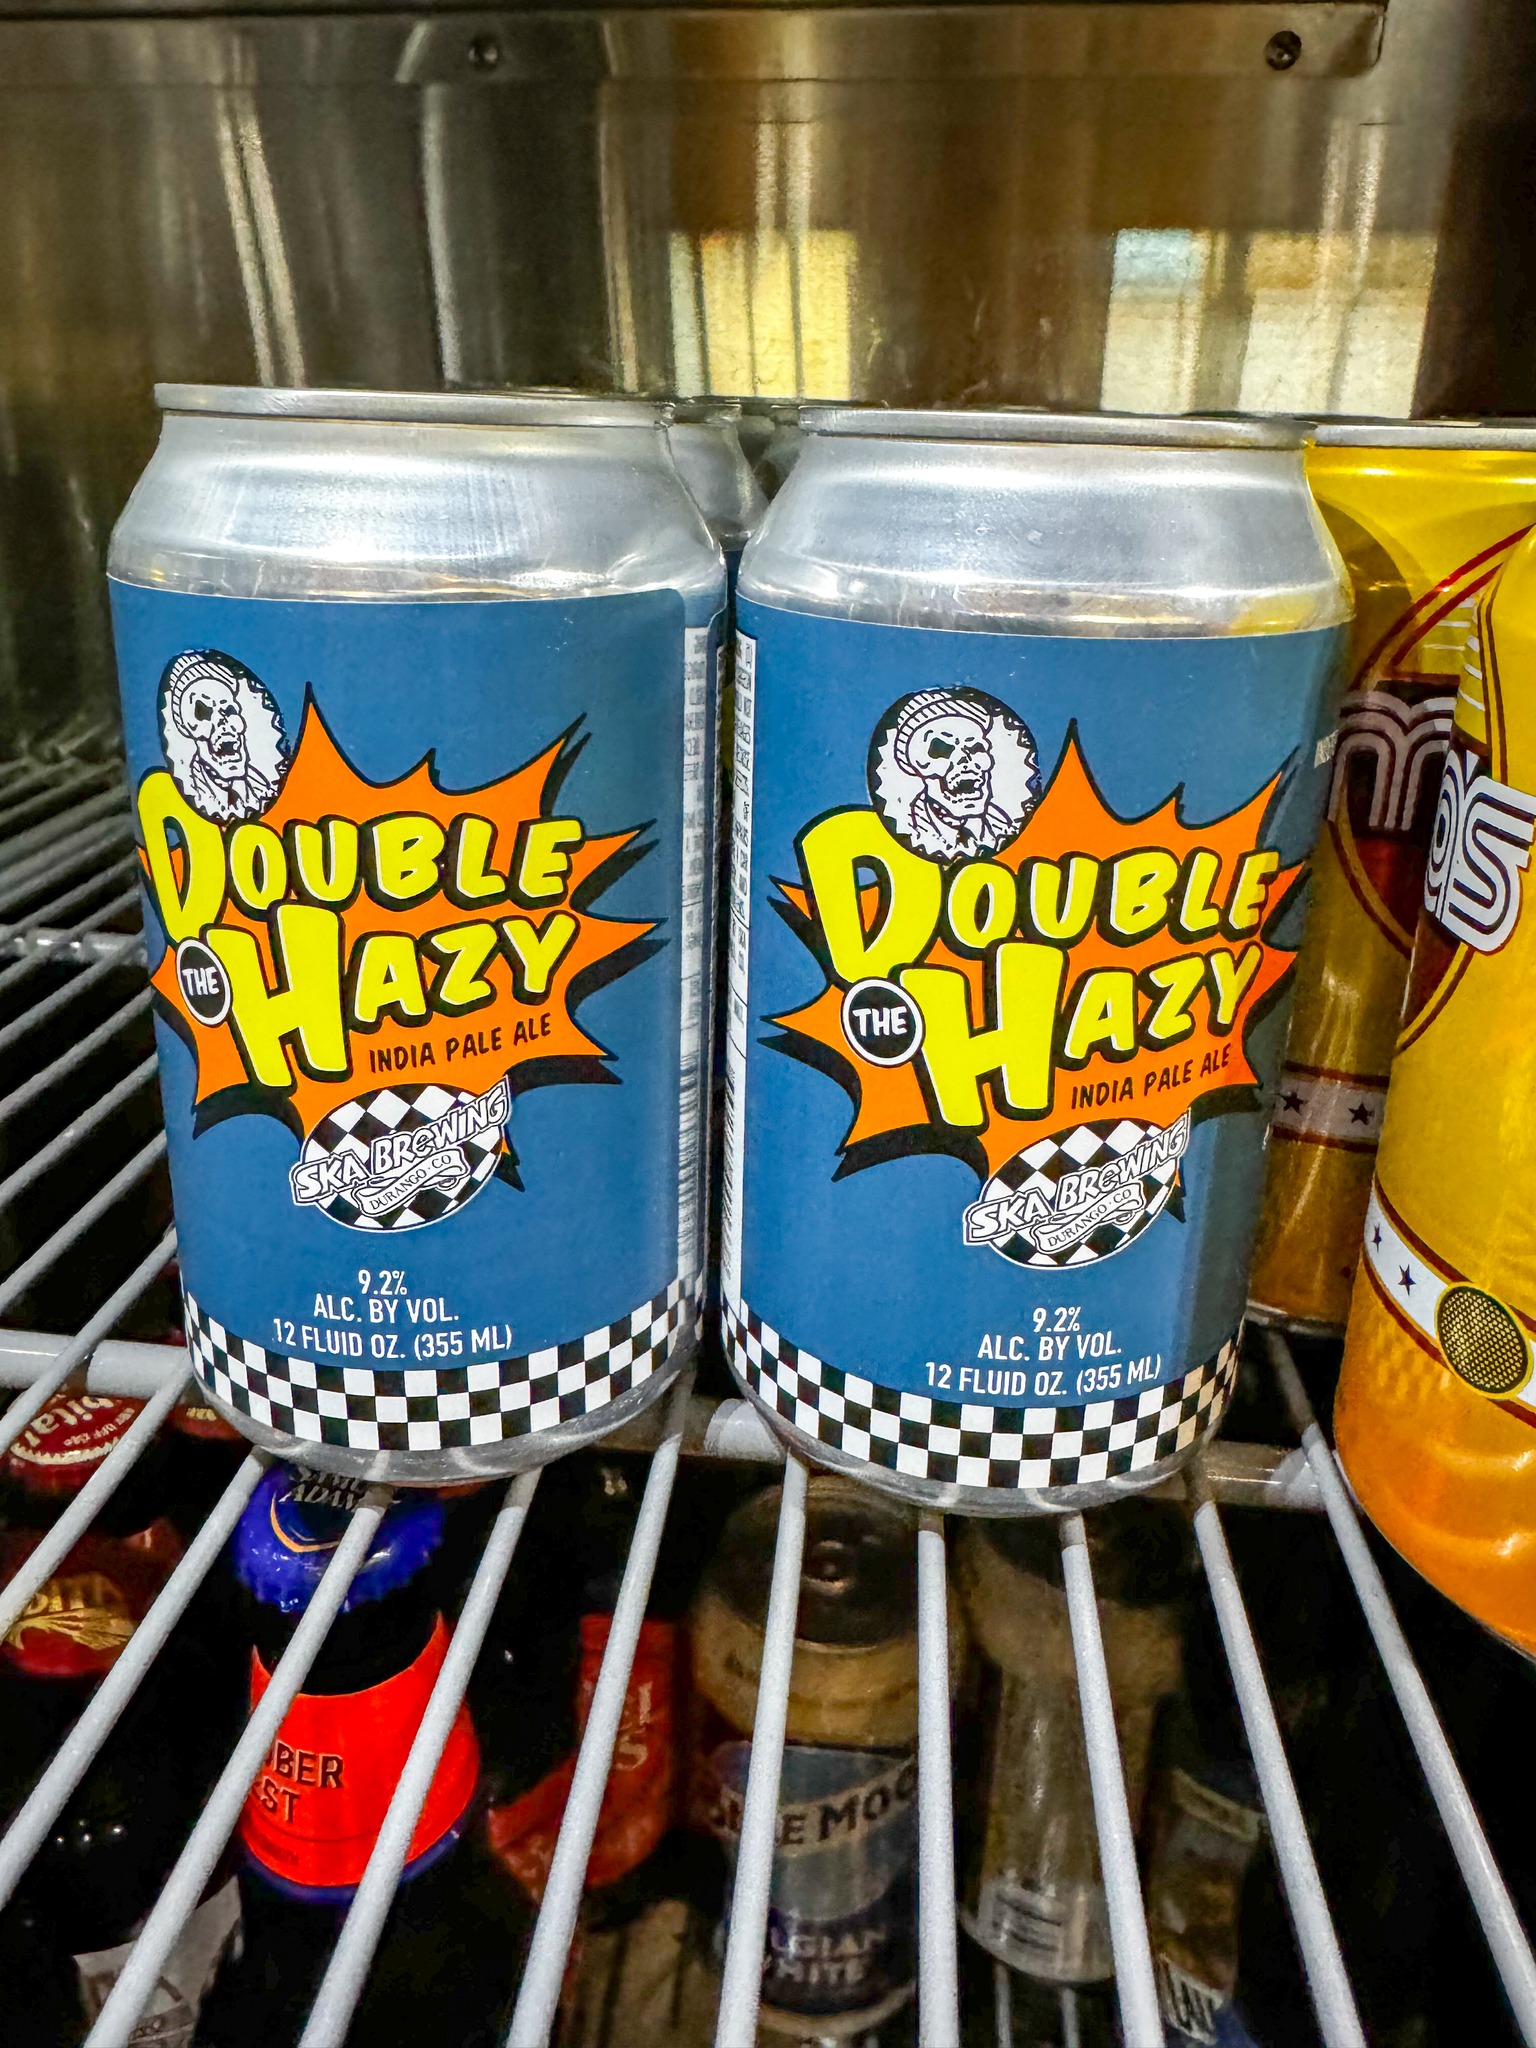 DOUBLE
THE HAZY
INDIA PALE ALE
SKA BREWING
DURANGO, CO
9.2%
ALC. BY VOL.
12 FLUID OZ. (355 ML)
DOUBLE
THE HAZY
INDIA PALE ALE
SKA BREWING
DURANGO, CO
9.2%
ALC. BY VOL.
12 FLUID OZ. (355 ML)